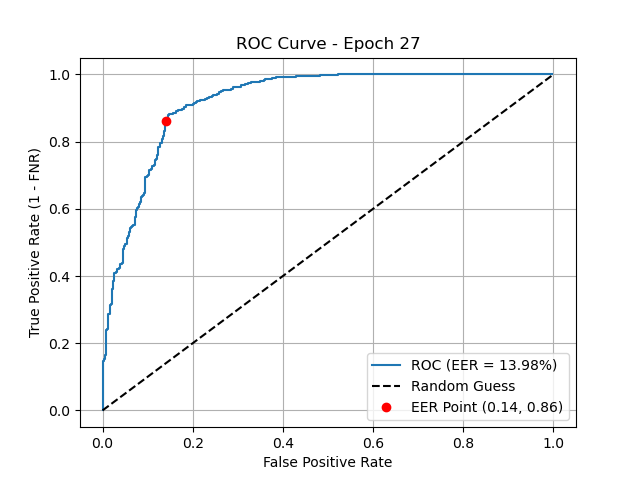 ROC Curve - Epoch 27
True Positive Rate (1 - FNR)
1.0
0.8
0.6
0.4
0.2
0.0
0.0 0.2 0.4 0.6 0.8 1.0
False Positive Rate
ROC (EER = 13.98%)
Random Guess
EER Point (0.14, 0.86)